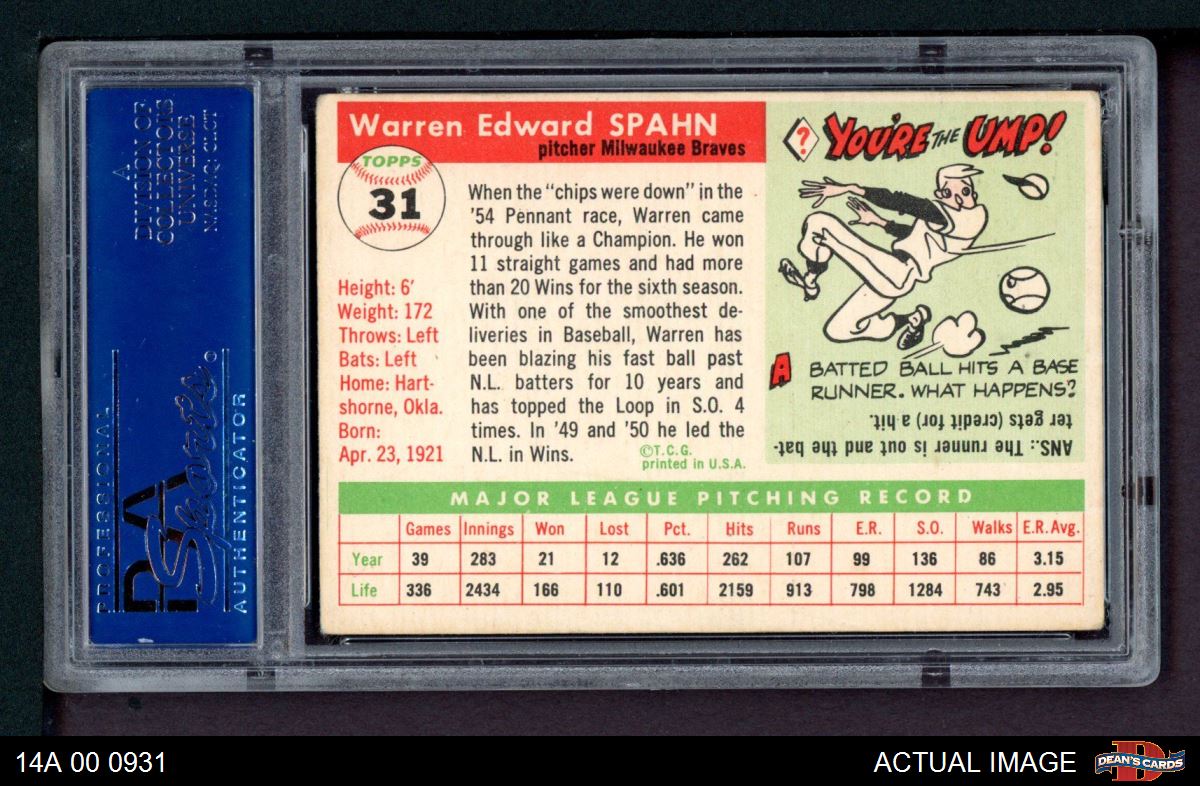 A
DIVISION OF
COLLECTORS
UNIVERSE
NASDAQ: CLCT
PROFESSIONAL
PSA
Sports
AUTHENTICATOR
Warren Edward SPAHN
pitcher Milwaukee Braves
TOPPS
31
Height: 6′
Weight: 172
Throws: Left
Bats: Left
Home: Hart-
shorne, Okla.
Born:
Apr. 23, 1921
When the "chips were down" in the
'54 Pennant race, Warren came
through like a Champion. He won
11 straight games and had more
than 20 Wins for the sixth season.
With one of the smoothest de-
liveries in Baseball, Warren has
been blazing his fast ball past
N.L. batters for 10 years and
has topped the Loop in S.O. 4
times. In '49 and '50 he led the
N.L. in Wins.
©T.C.G.
printed in U.S.A.
? YOU'RE THE UMP!
A BATTED BALL HITS A BASE
RUNNER. WHAT HAPPENS?
ANS.: The runner is out and the bat-
ter gets (credit for) a hit.
MAJOR LEAGUE PITCHING RECORD
Games Innings Won Lost Pct. Hits Runs E.R. S.O. Walks E.R.Avg.
Year 39 283 21 12 .636 262 107 99 136 86 3.15
Life 336 2434 166 110 .601 2159 913 798 1284 743 2.95
14A 00 0931
ACTUAL IMAGE
D
DEAN'S CARDS